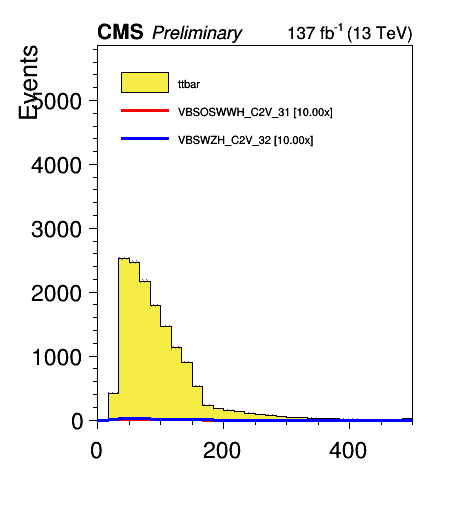 CMS Preliminary 137 fb⁻¹ (13 TeV)
Events
ttbar
VBSOSWWH_C2V_31 [10.00x]
VBSWZH_C2V_32 [10.00x]
5000
4000
3000
2000
1000
0
0 200 400